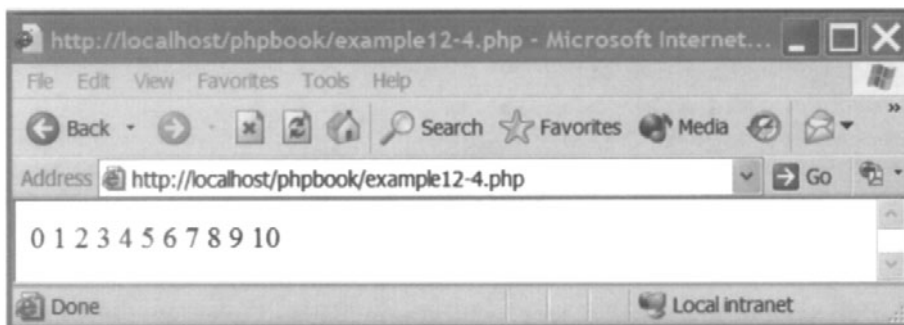 http://localhost/phpbook/example12-4.php - Microsoft Internet...
File Edit View Favorites Tools Help
Back Search Favorites Media »
Address http://localhost/phpbook/example12-4.php Go
0 1 2 3 4 5 6 7 8 9 10
Done Local intranet